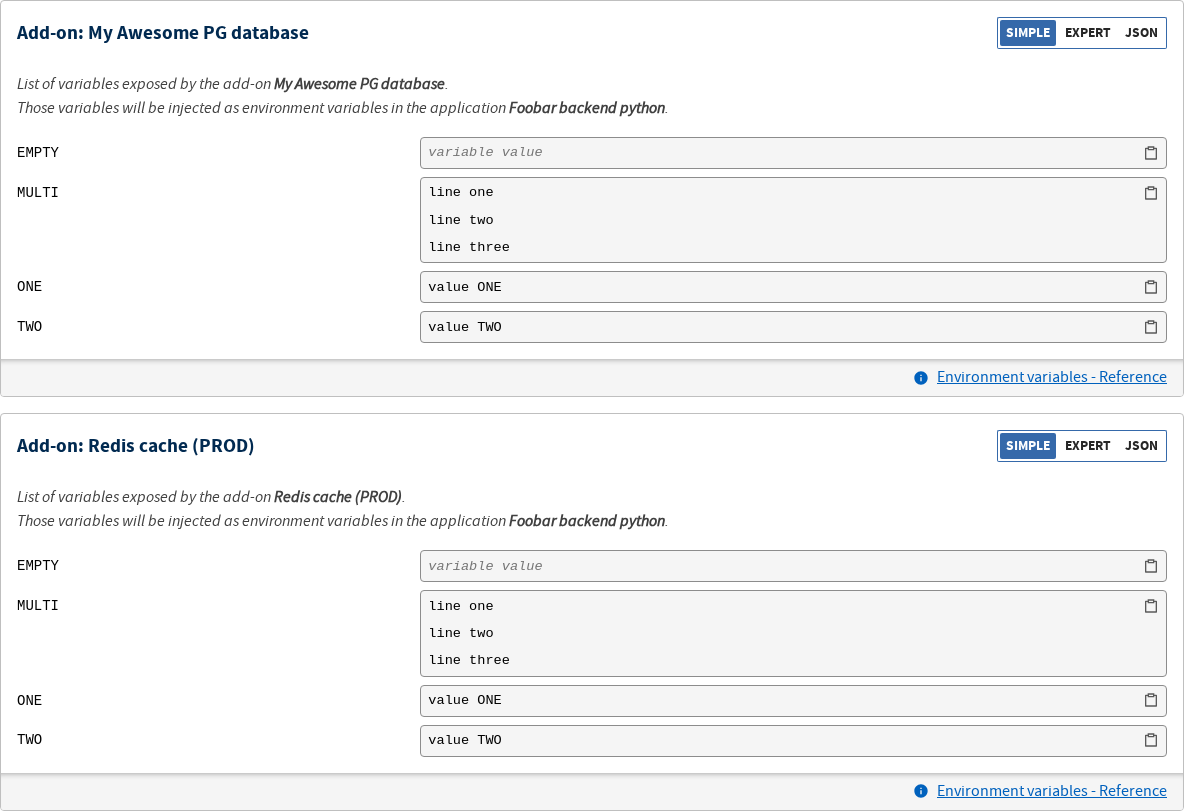 Add-on: My Awesome PG database
SIMPLE EXPERT JSON
List of variables exposed by the add-on My Awesome PG database.
Those variables will be injected as environment variables in the application Foobar backend python.
EMPTY variable value
MULTI line one
line two
line three
ONE value ONE
TWO value TWO
Environment variables - Reference
Add-on: Redis cache (PROD)
SIMPLE EXPERT JSON
List of variables exposed by the add-on Redis cache (PROD).
Those variables will be injected as environment variables in the application Foobar backend python.
EMPTY variable value
MULTI line one
line two
line three
ONE value ONE
TWO value TWO
Environment variables - Reference